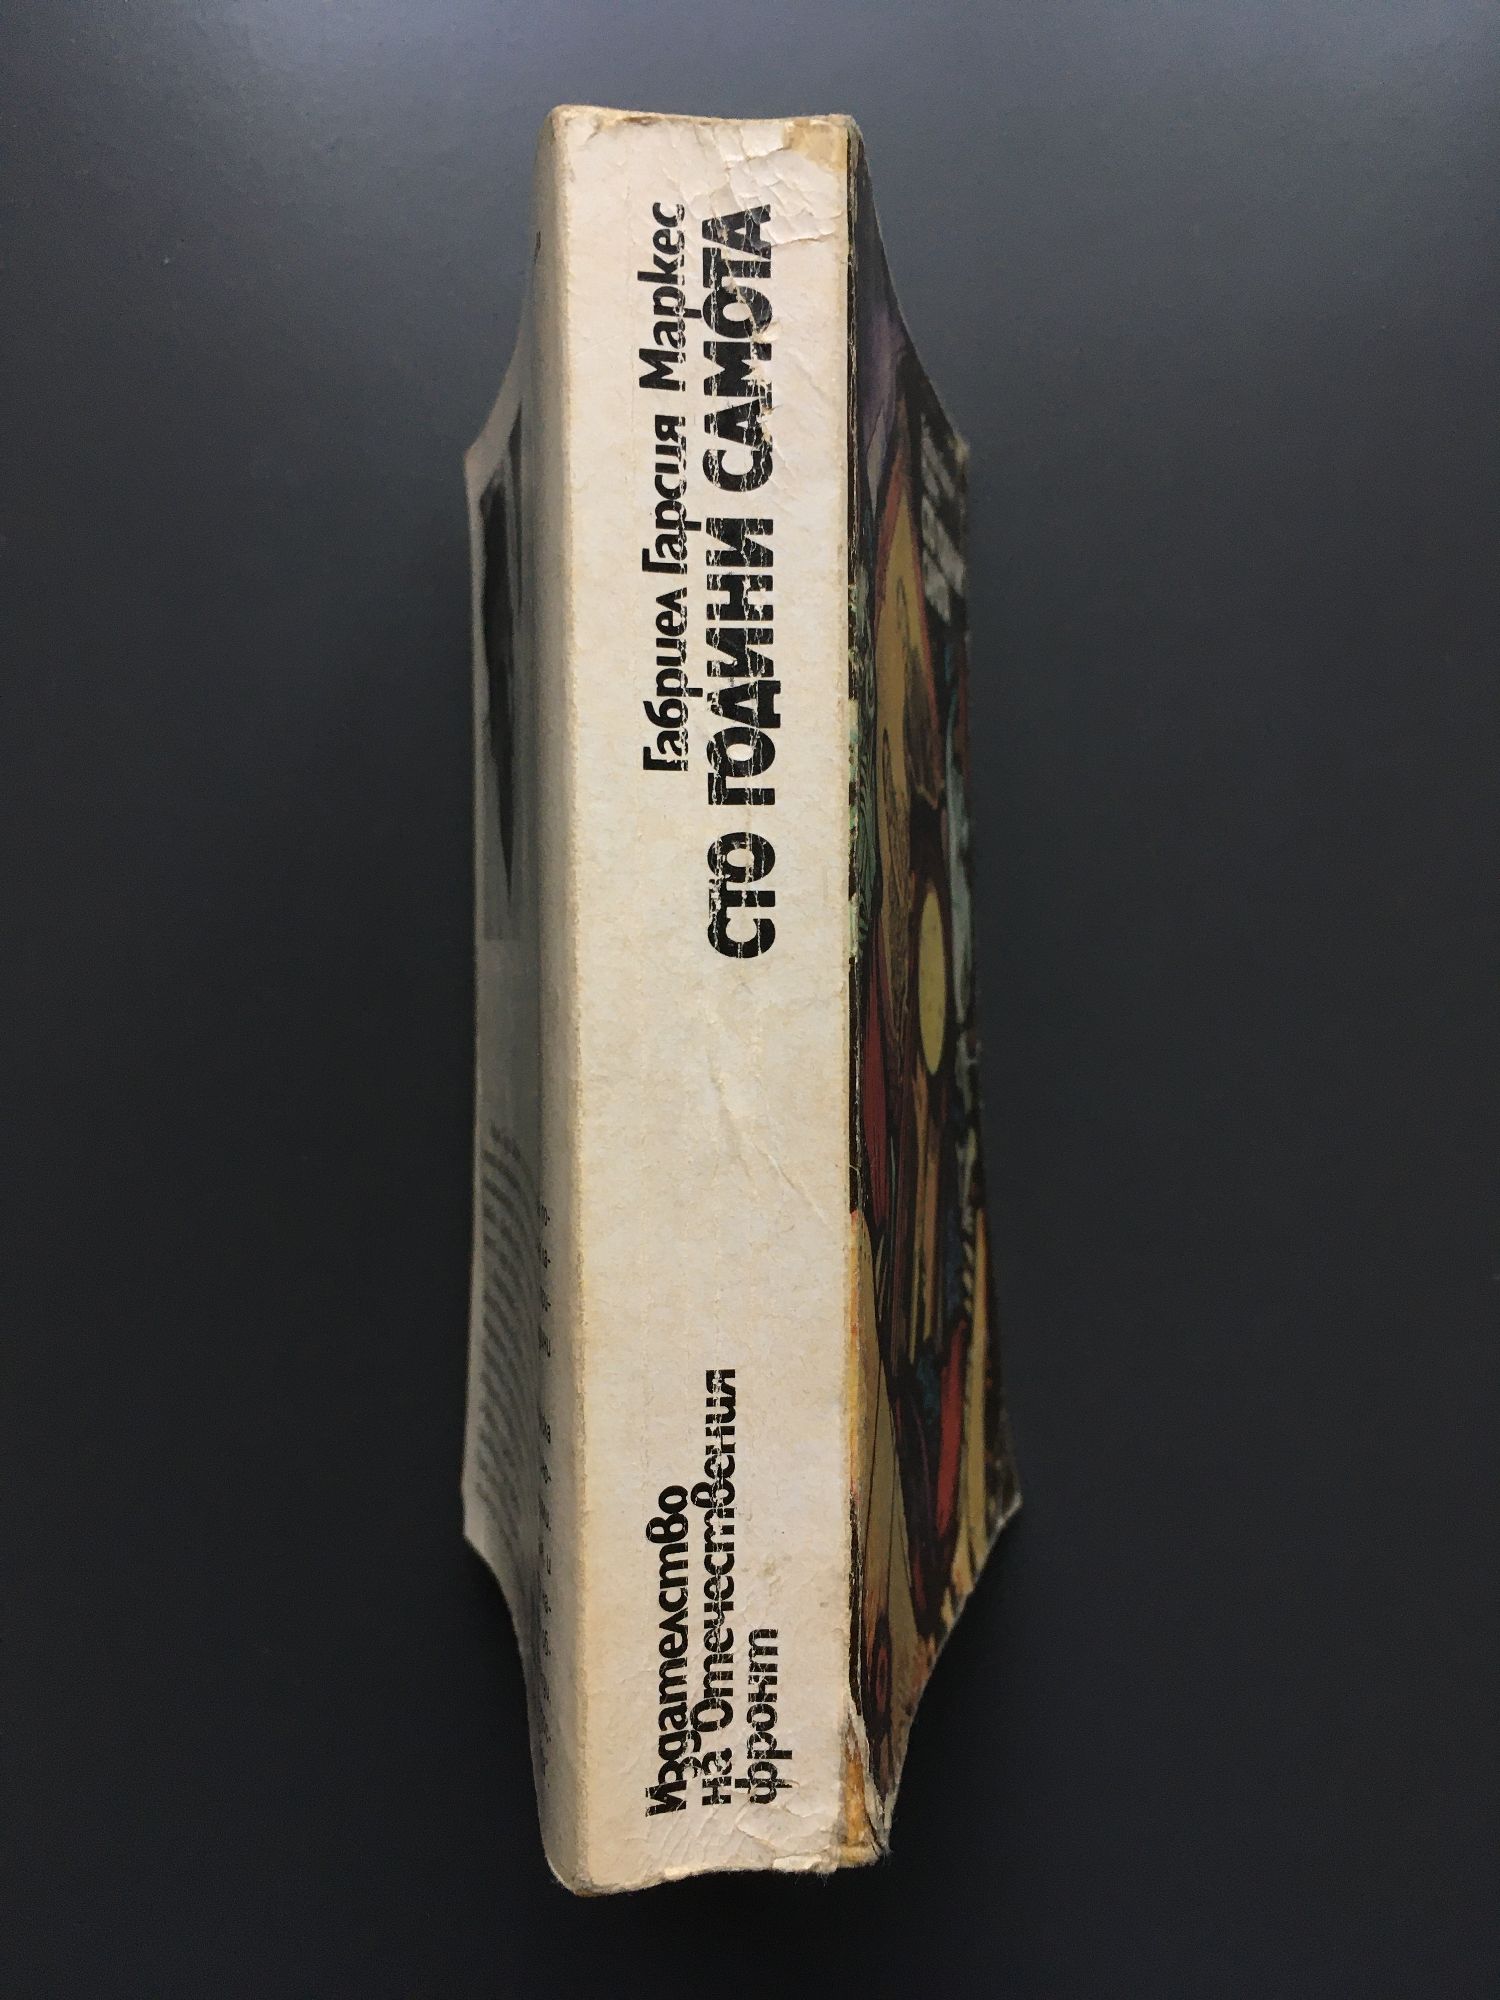 Габриел Гарсия Маркес
СТО ГОДИНИ САМОТА
Издателство
на Отечествения
фронт